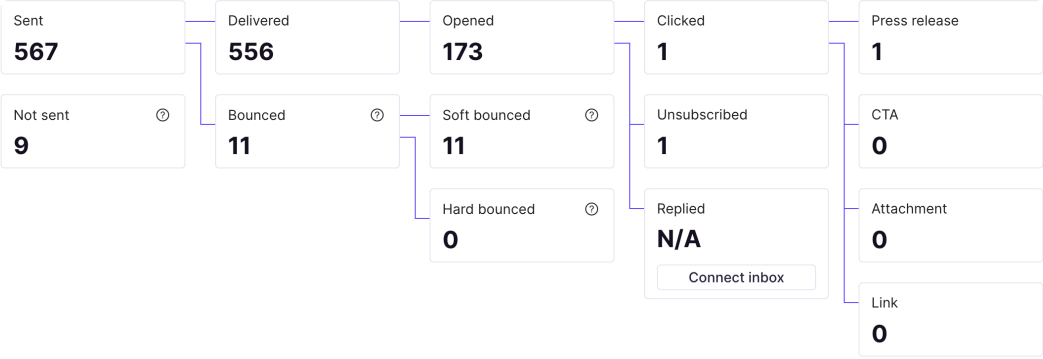 Sent
567
Delivered
556
Opened
173
Clicked
1
Press release
1
Not sent
9
Bounced
11
Soft bounced
11
Unsubscribed
1
CTA
0
Hard bounced
0
Replied
N/A
Connect inbox
Attachment
0
Link
0